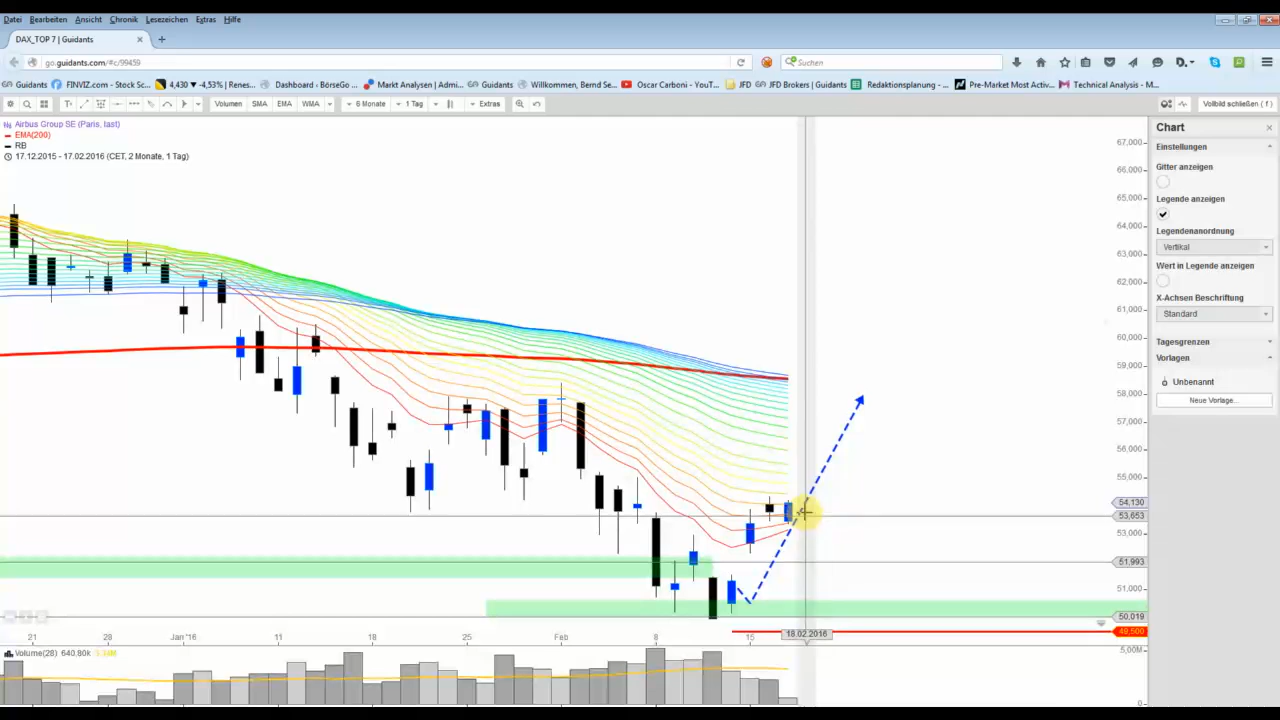 Datei Bearbeiten Ansicht Chronik Lesezeichen Extras Hilfe
DAX_TOP 7 | Guidants
go.guidants.com/#c/99459
Suchen
Guidants FINVIZ.com - Stock Sc... 4,430 ▾ -4,53% | Renes... Dashboard ‹ BörseGo... Markt Analysen | Admi... Guidants Willkommen, Bernd Se... Oscar Carboni - YouT... JFD JFD Brokers | Guidants Redaktionsplanung -... Pre-Market Most Activ... Technical Analysis - M...
Volumen SMA EMA WMA 6 Monate 1 Tag Extras Vollbild schließen ( f )
Airbus Group SE (Paris, last)
EMA(200)
RB
17.12.2015 - 17.02.2016 (CET, 2 Monate, 1 Tag)
67,000
66,000
65,000
64,000
63,000
62,000
61,000
60,000
59,000
58,000
57,000
56,000
55,000
54,130
53,653
53,000
51,993
51,000
50,019
49,500
21 28 Jan '16 11 18 25 Feb 8 15 18.02.2016
Volume(28) 640.80k
5,00M
0
Chart
Einstellungen
Gitter anzeigen
Legende anzeigen
Legendenanordnung
Vertikal
Wert in Legende anzeigen
X-Achsen Beschriftung
Standard
Tagesgrenzen
Vorlagen
Unbenannt
Neue Vorlage...